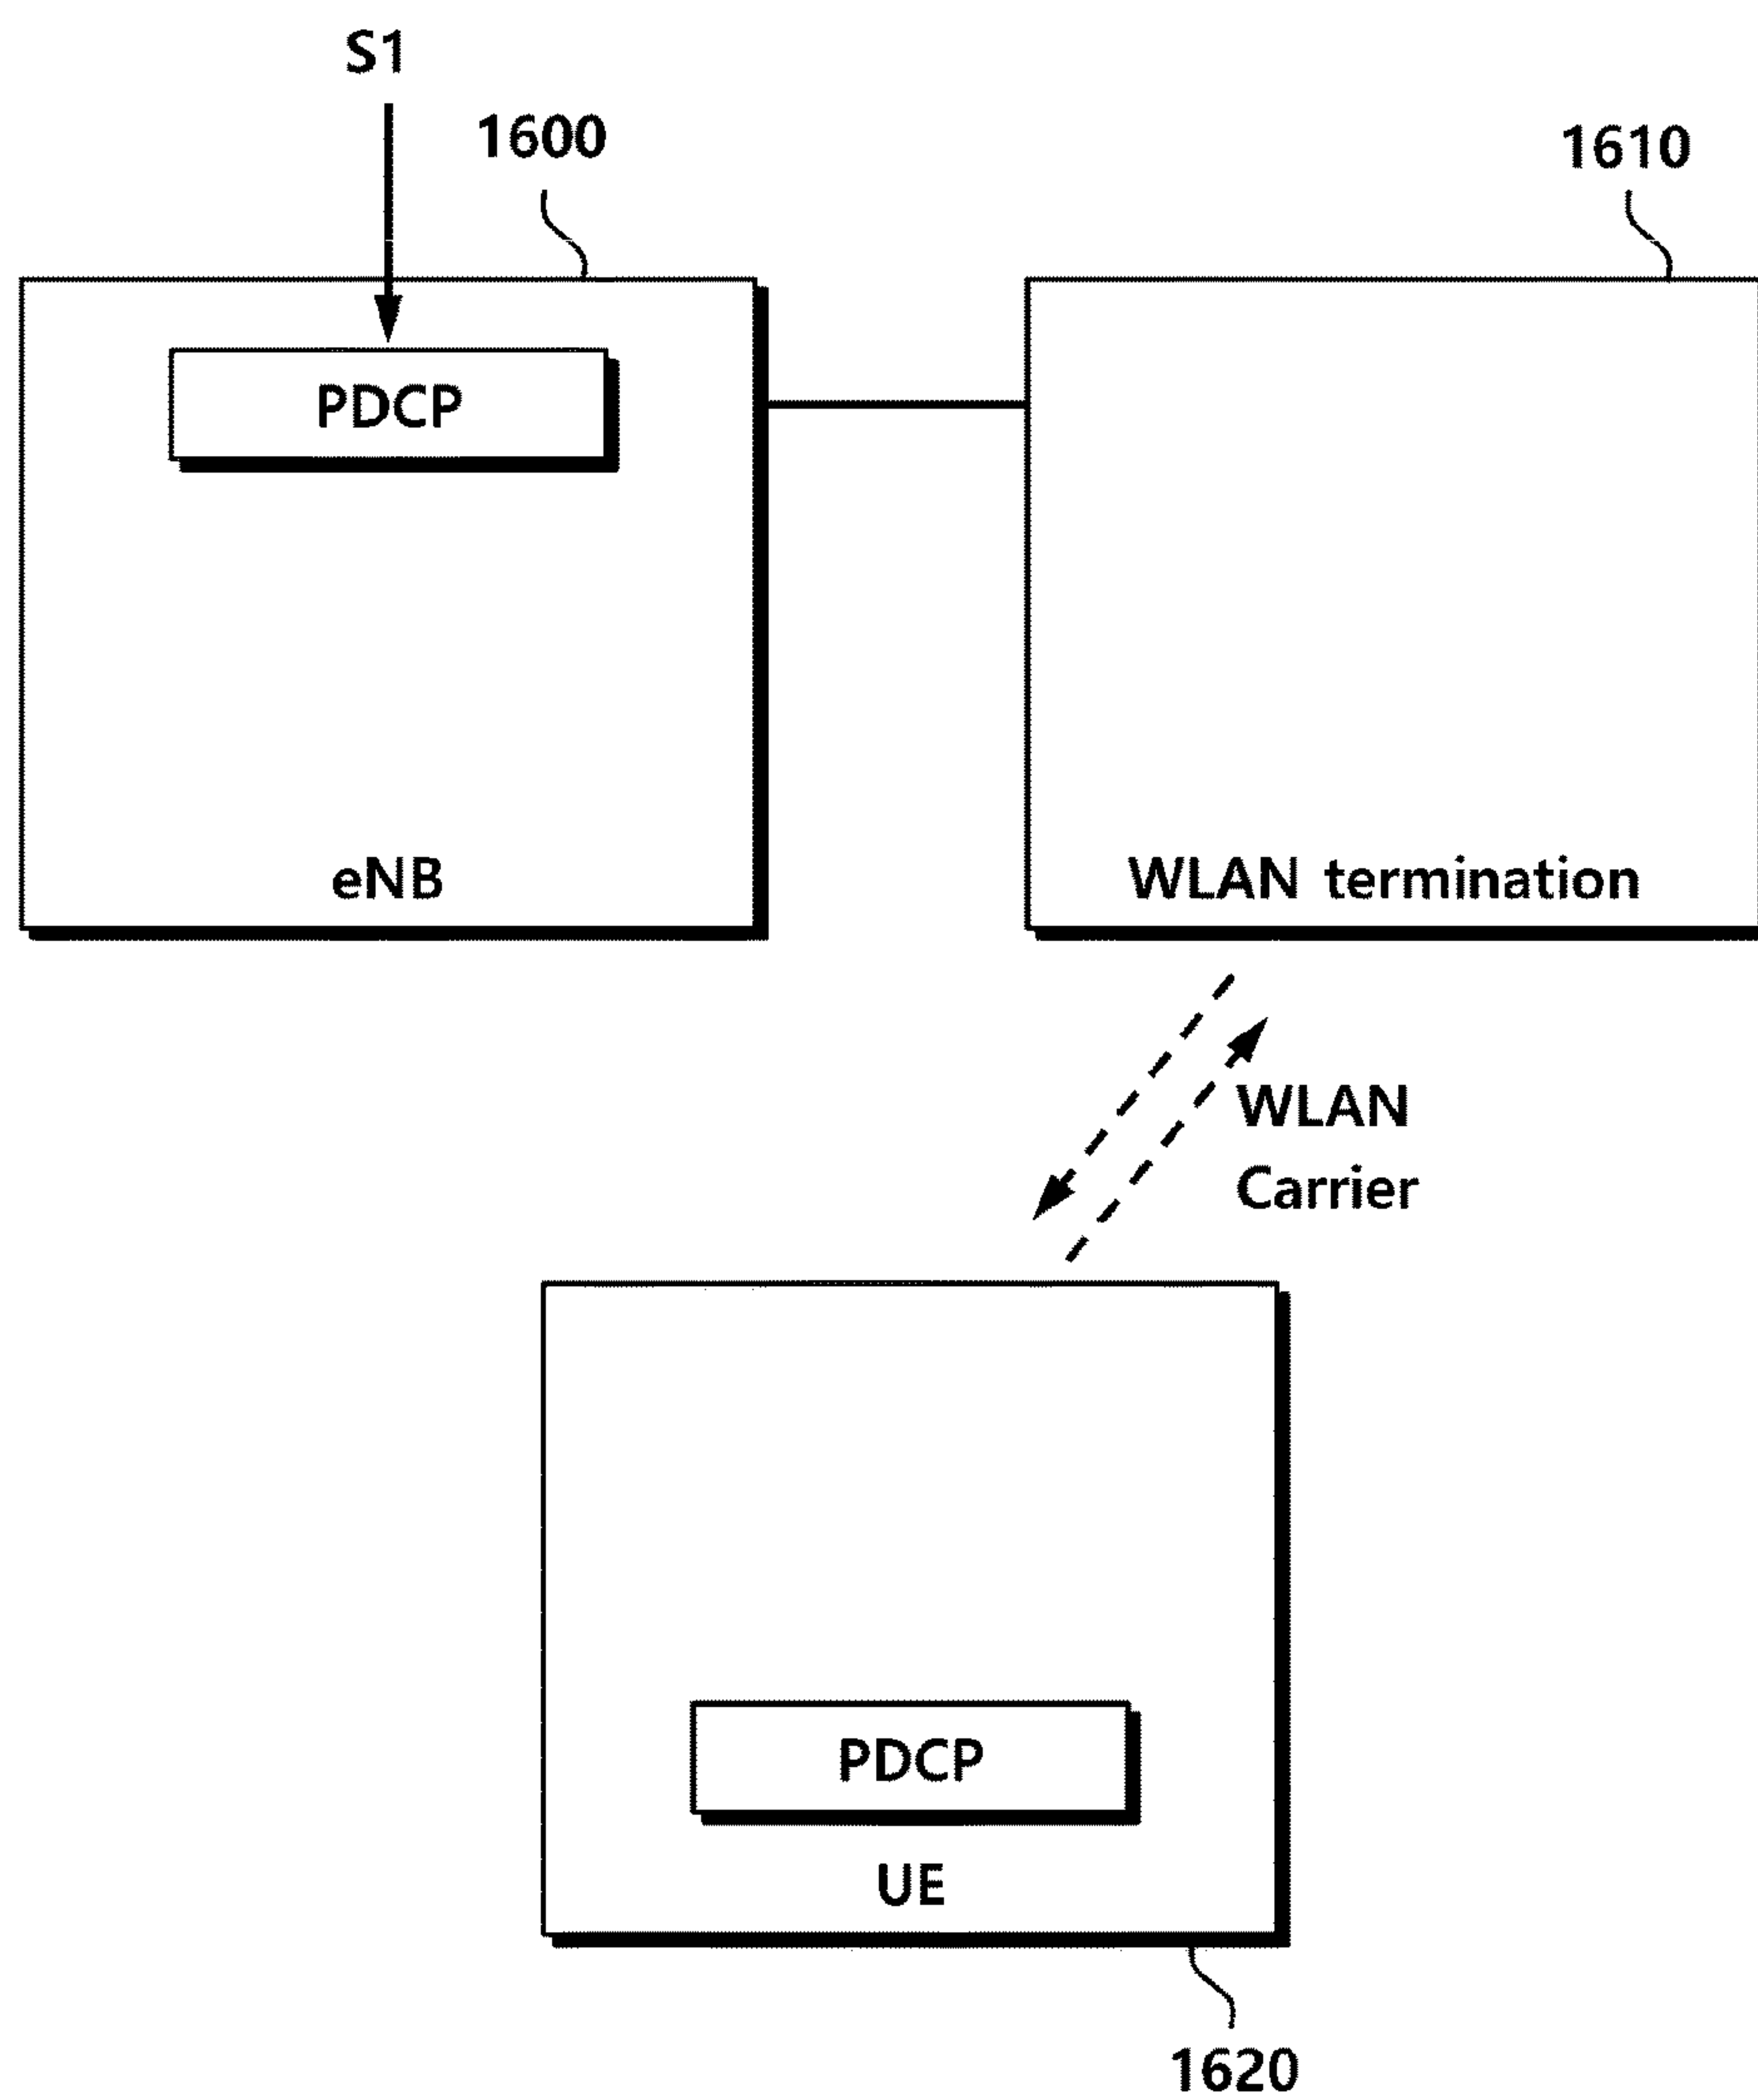 S1
1600
1610
PDCP
eNB
WLAN termination
WLAN
Carrier
PDCP
UE
1620